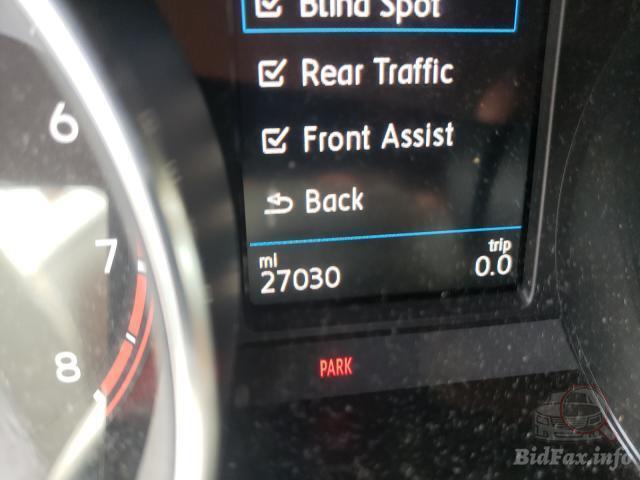 Blind Spot
Rear Traffic
Front Assist
Back
mi
27030
trip
0.0
6
7
8
PARK
BidFax.info